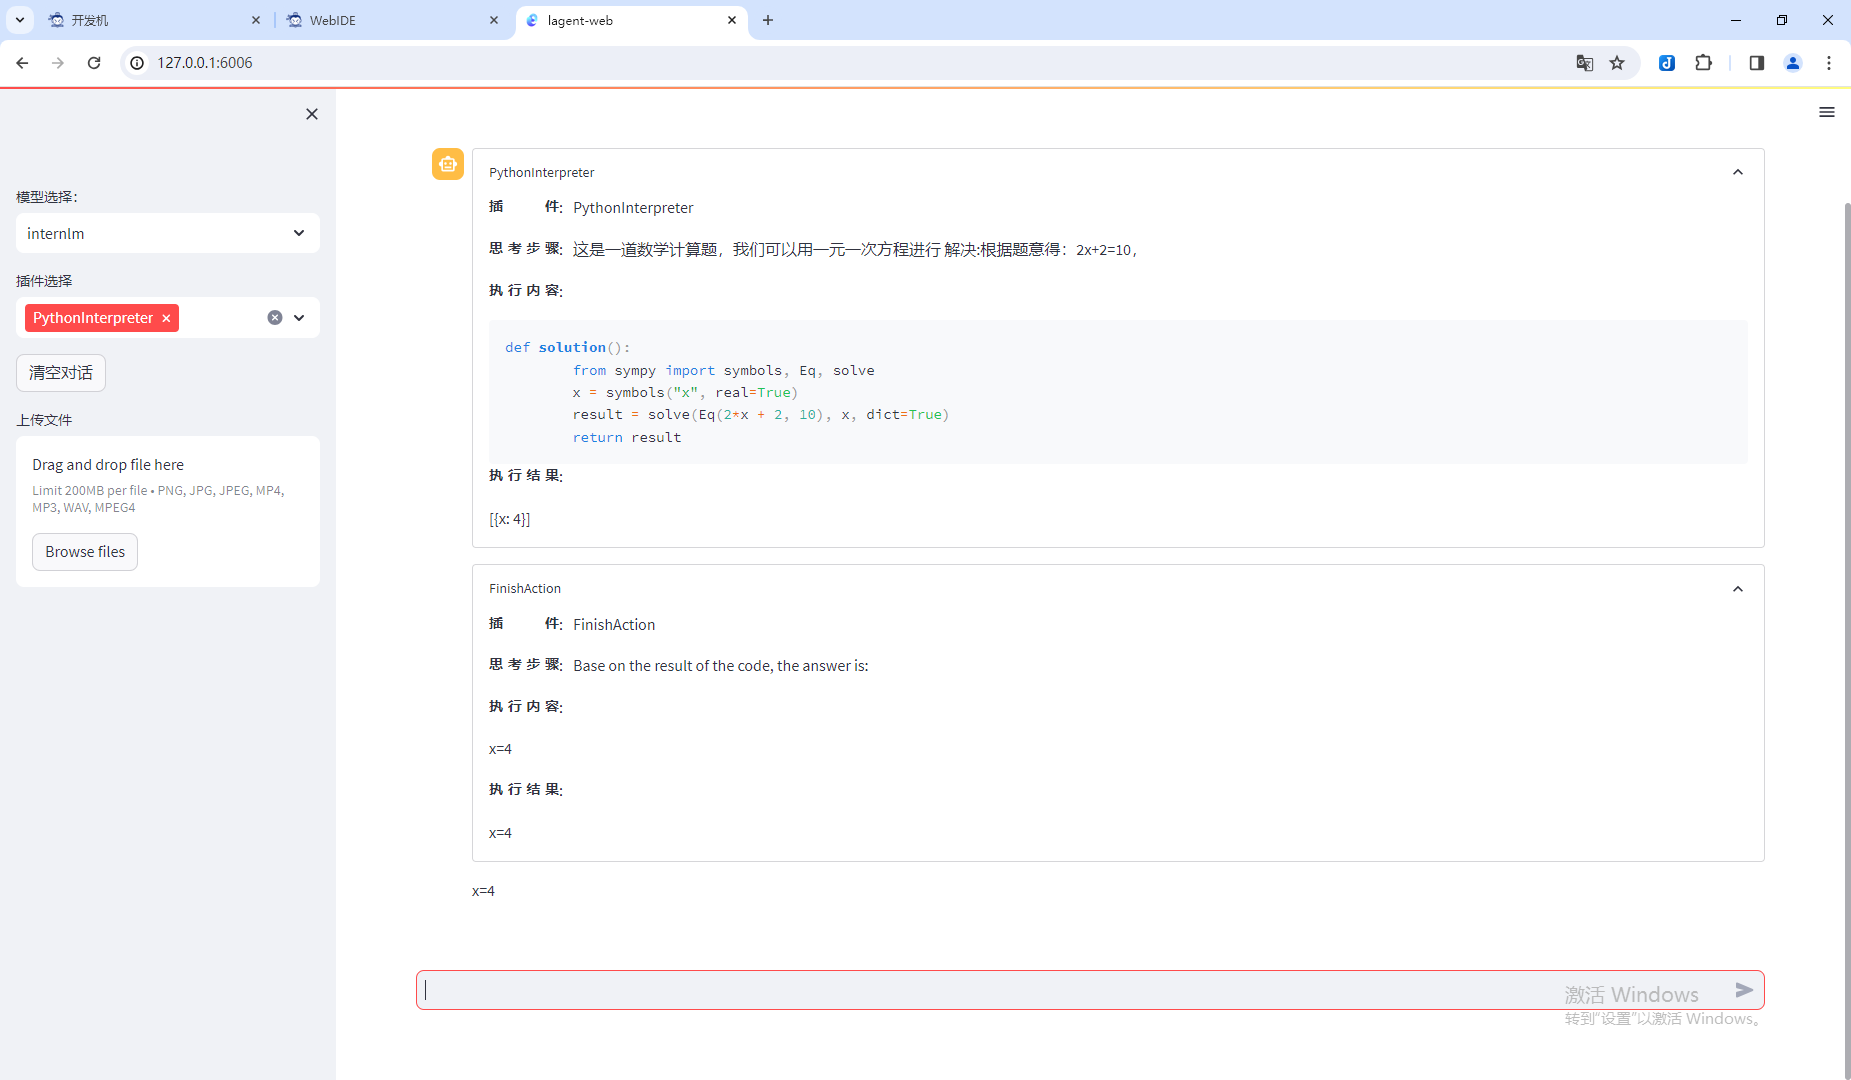 开发机
WebIDE
lagent-web
127.0.0.1:6006
模型选择：
internlm
插件选择
PythonInterpreter
清空对话
上传文件
Drag and drop file here
Limit 200MB per file • PNG, JPG, JPEG, MP4,
MP3, WAV, MPEG4
Browse files
PythonInterpreter
插 件: PythonInterpreter
思 考 步 骤: 这是一道数学计算题，我们可以用一元一次方程进行 解决:根据题意得：2x+2=10，
执 行 内 容:
def solution():
from sympy import symbols, Eq, solve
x = symbols("x", real=True)
result = solve(Eq(2*x + 2, 10), x, dict=True)
return result
执 行 结 果:
[{x: 4}]
FinishAction
插 件: FinishAction
思 考 步 骤: Base on the result of the code, the answer is:
执 行 内 容:
x=4
执 行 结 果:
x=4
x=4
激活 Windows
转到"设置"以激活 Windows。